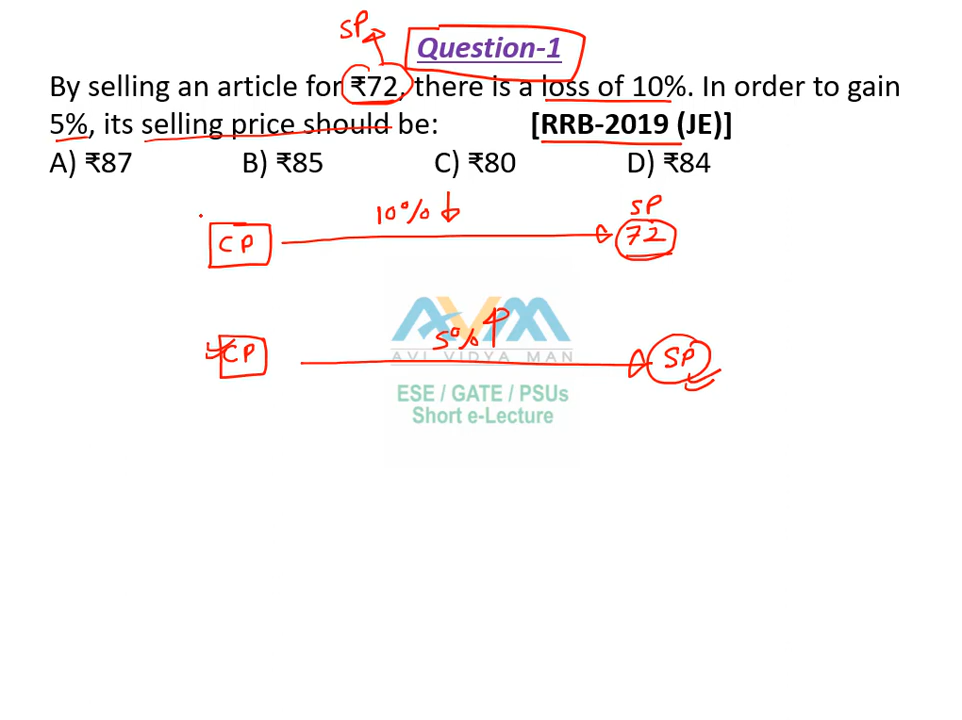 SP
Question-1
By selling an article for ₹72, there is a loss of 10%. In order to gain
5%, its selling price should be: [RRB-2019 (JE)]
A) ₹87 B) ₹85 C) ₹80 D) ₹84
10% ↓ SP
CP 72
AVM
5% ↑
CP SP
AVI VIDYA MAN
ESE / GATE / PSUs
Short e-Lecture